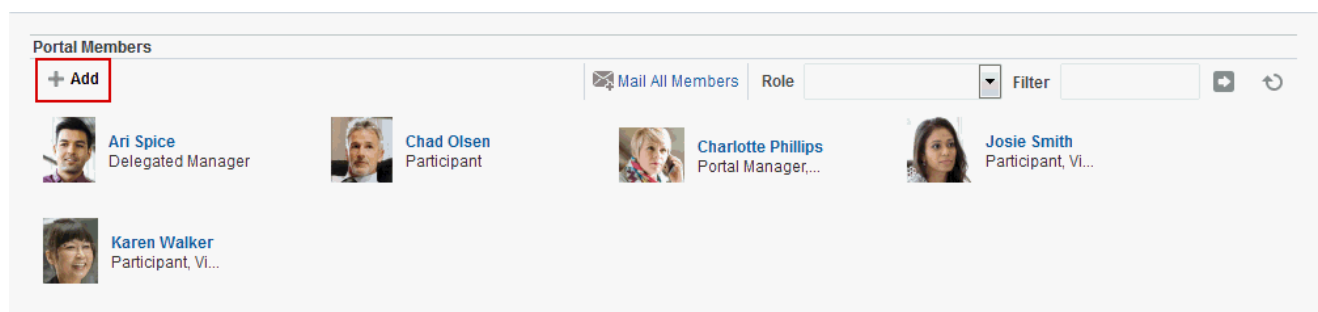 Portal Members
Add
Mail All Members Role Filter
Ari Spice
Delegated Manager
Chad Olsen
Participant
Charlotte Phillips
Portal Manager,...
Josie Smith
Participant, Vi...
Karen Walker
Participant, Vi...